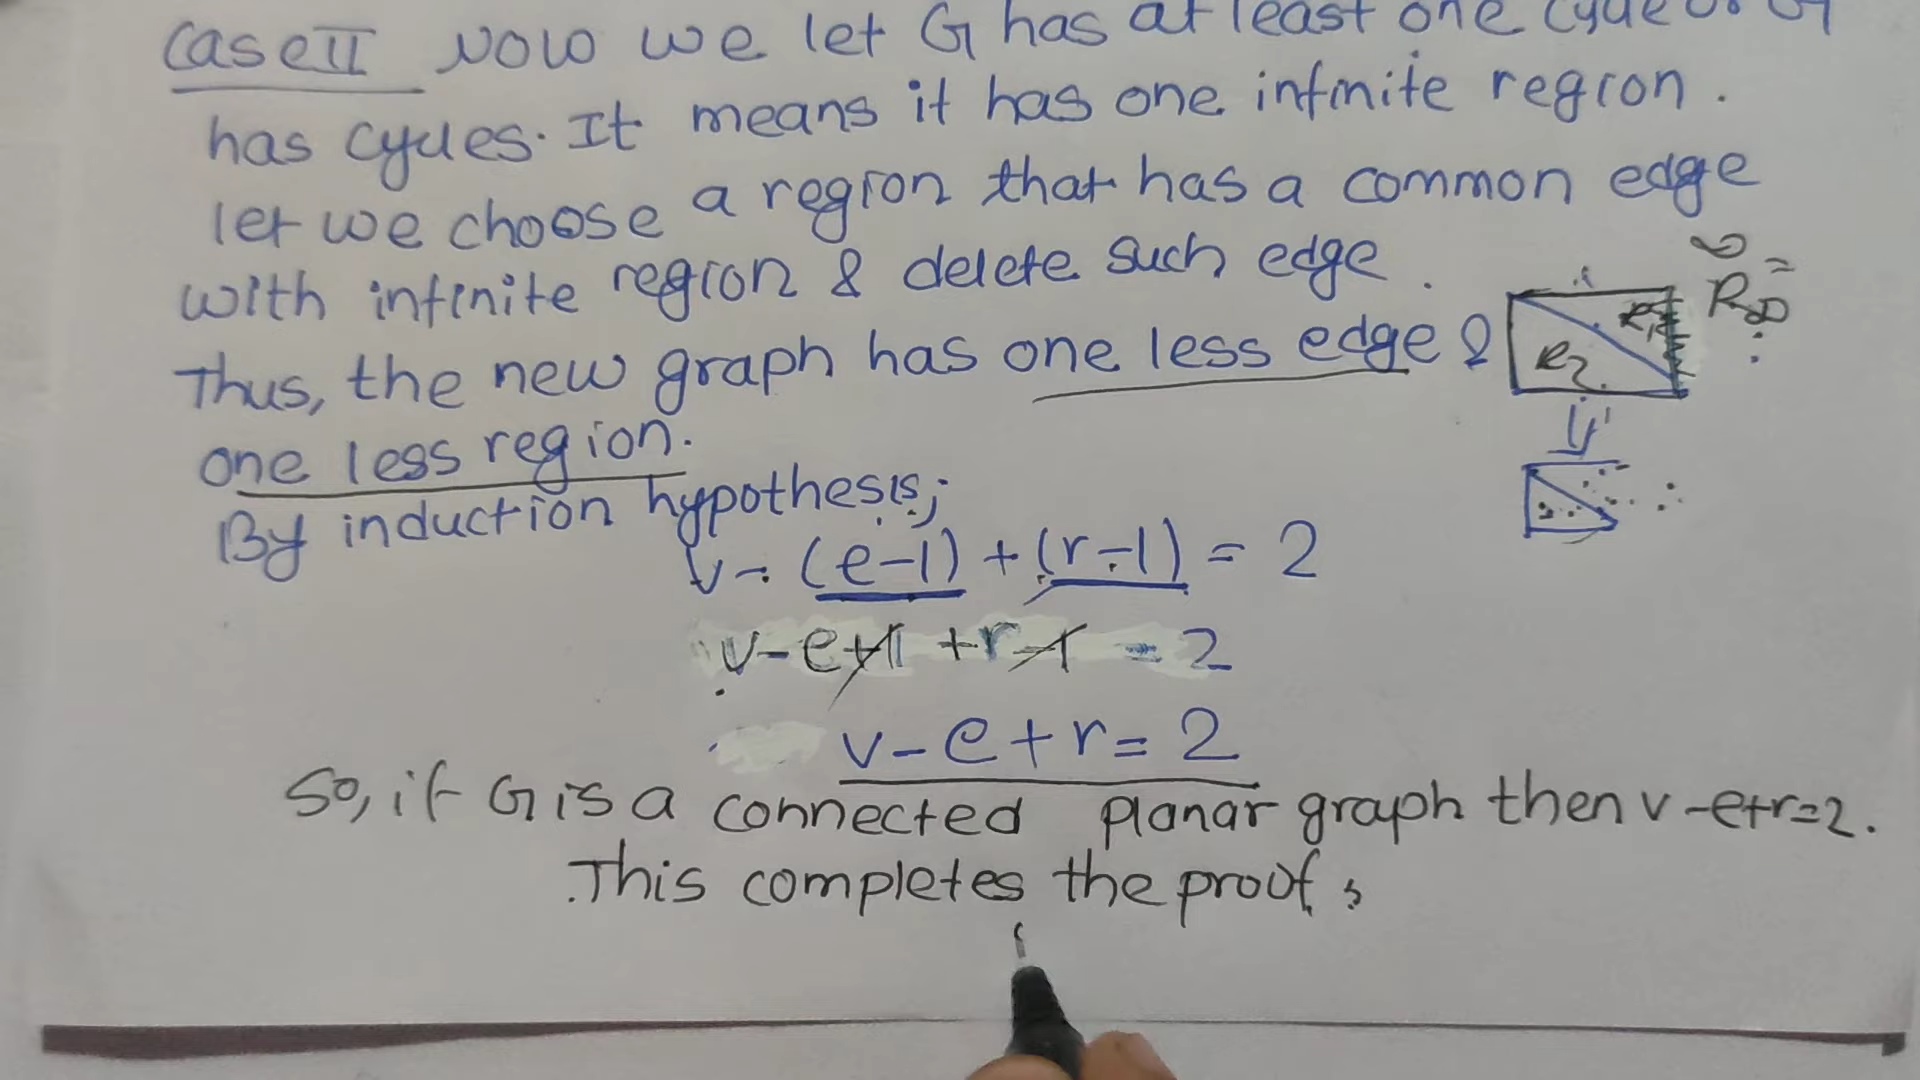 Case II Now we let G has at least one cycle or G
has cycles. It means it has one infinite region.
let we choose a region that has a common edge
with infinite region & delete such edge.
Thus, the new graph has one less edge &
one less region.
By induction hypothesis;
v - (e-1) + (r-1) = 2
v - e + 1 + r - 1 = 2
v - e + r = 2
So, if G is a connected planar graph then v - e + r = 2.
This completes the proof.
∞
R∞
R1
R2